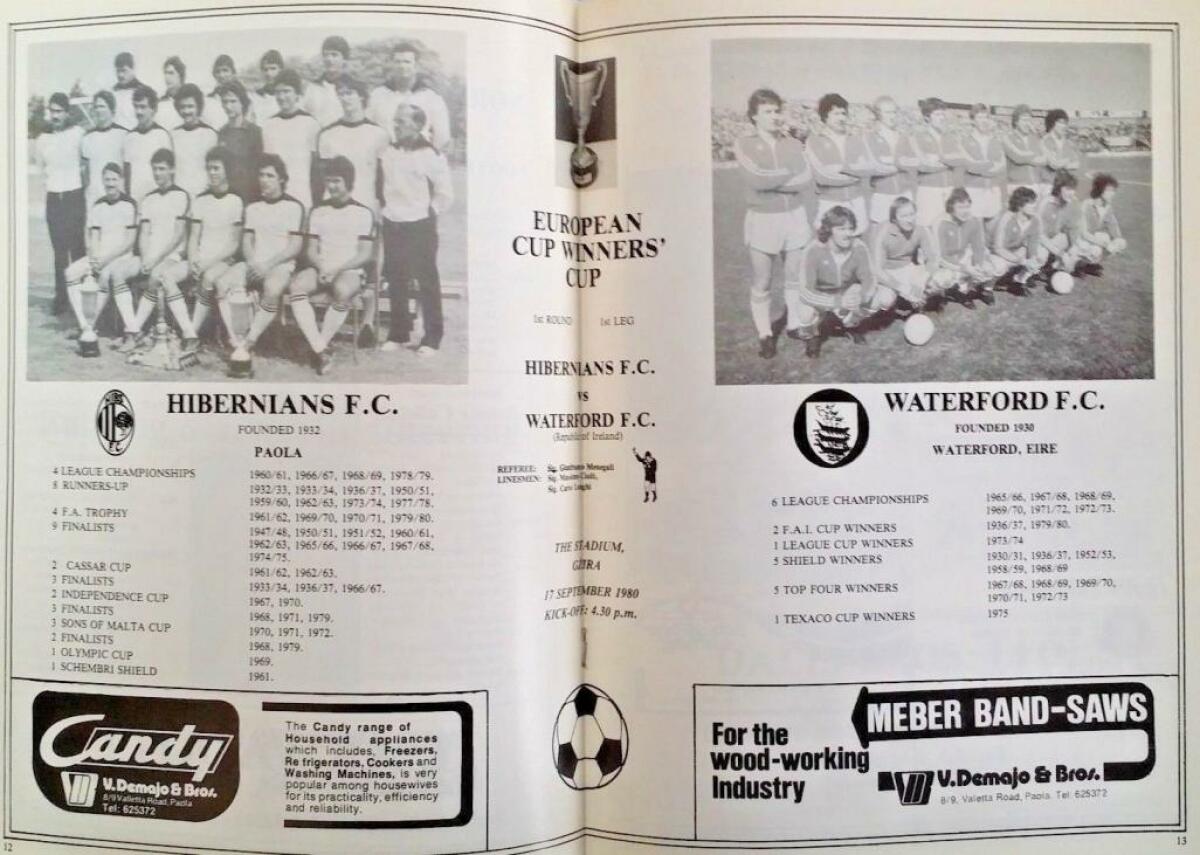 HIBERNIANS F.C.
FOUNDED 1932
PAOLA
4 LEAGUE CHAMPIONSHIPS 1960/61, 1966/67, 1968/69, 1978/79.
8 RUNNERS-UP 1932/33, 1933/34, 1936/37, 1950/51,
1959/60, 1962/63, 1973/74, 1977/78.
4 F.A. TROPHY 1961/62, 1969/70, 1970/71, 1979/80.
9 FINALISTS 1947/48, 1950/51, 1951/52, 1960/61,
1962/63, 1965/66, 1966/67, 1967/68,
1974/75.
2 CASSAR CUP 1961/62, 1962/63.
3 FINALISTS 1933/34, 1936/37, 1966/67.
2 INDEPENDENCE CUP 1967, 1970.
3 FINALISTS 1968, 1971, 1979.
3 SONS OF MALTA CUP 1970, 1971, 1972.
2 FINALISTS 1968, 1979.
1 OLYMPIC CUP 1969.
1 SCHEMBRI SHIELD 1961.
Candy
V. Demajo & Bros.
8/9 Valletta Road, Paola
Tel: 625372
The Candy range of
Household appliances
which includes, Freezers,
Refrigerators, Cookers and
Washing Machines, is very
popular among housewives
for its practicality, efficiency
and reliability.
12
EUROPEAN
CUP WINNERS'
CUP
1st ROUND 1st LEG
HIBERNIANS F.C.
vs
WATERFORD F.C.
(Republic of Ireland)
REFEREE: Sig. Menegali
LINESMEN: Sig.
Sig.
THE STADIUM,
GZIRA
17 SEPTEMBER 1980
KICK-OFF: 4.30 p.m.
WATERFORD F.C.
FOUNDED 1930
WATERFORD, EIRE
6 LEAGUE CHAMPIONSHIPS 1965/66, 1967/68, 1968/69,
1969/70, 1971/72, 1972/73.
2 F.A.I. CUP WINNERS 1936/37, 1979/80.
1 LEAGUE CUP WINNERS 1973/74
5 SHIELD WINNERS 1930/31, 1936/37, 1952/53,
1958/59, 1968/69
5 TOP FOUR WINNERS 1967/68, 1968/69, 1969/70,
1970/71, 1972/73
1 TEXACO CUP WINNERS 1975
For the
wood-working
Industry
MEBER BAND-SAWS
V. Demajo & Bros.
8/9, Valletta Road, Paola. Tel: 625372
13